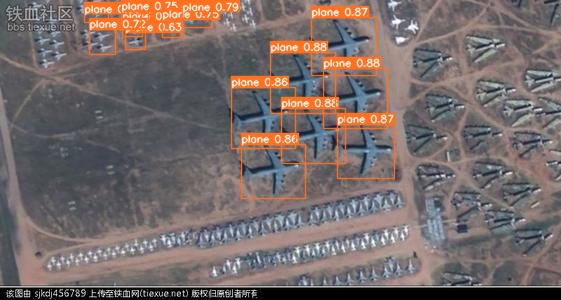 铁血社区
bbs.tiexue.net
plane 0.75
plane 0.79
0.75
plane 0.72
0.63
plane 0.87
plane 0.88
plane 0.88
plane 0.86
plane 0.88
plane 0.87
plane 0.86
该图由 sjkdj456789 上传至铁血网(tiexue.net) 版权归原创者所有